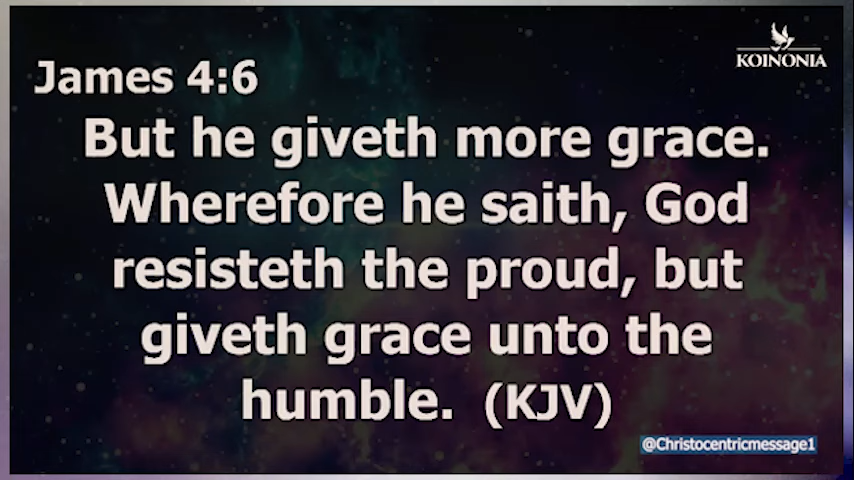 KOINONIA
James 4:6
But he giveth more grace.
Wherefore he saith, God
resisteth the proud, but
giveth grace unto the
humble. (KJV)
@Christocentricmessage1